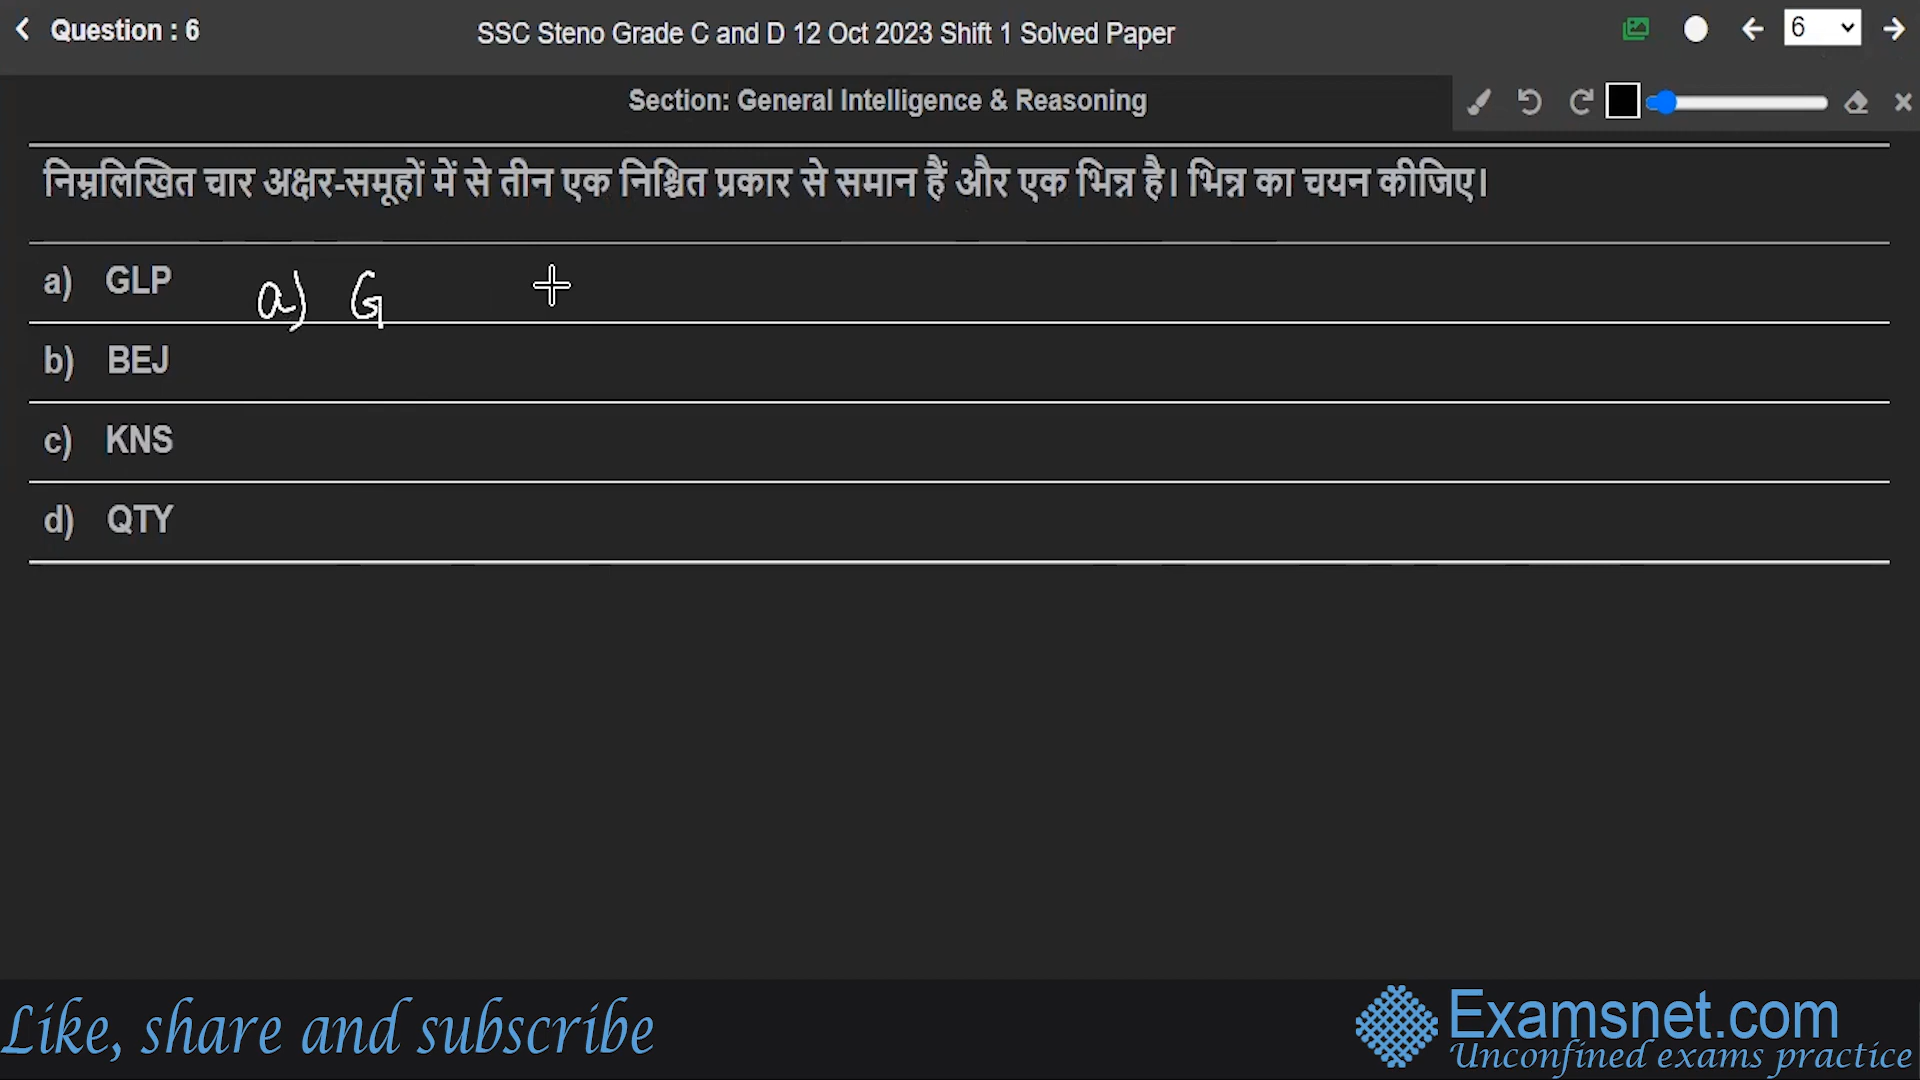 Question : 6
SSC Steno Grade C and D 12 Oct 2023 Shift 1 Solved Paper
6
Section: General Intelligence & Reasoning
निम्नलिखित चार अक्षर-समूहों में से तीन एक निश्चित प्रकार से समान हैं और एक भिन्न है। भिन्न का चयन कीजिए।
a) GLP
a) G
b) BEJ
c) KNS
d) QTY
Like, share and subscribe
Examsnet.com
Unconfined exams practice